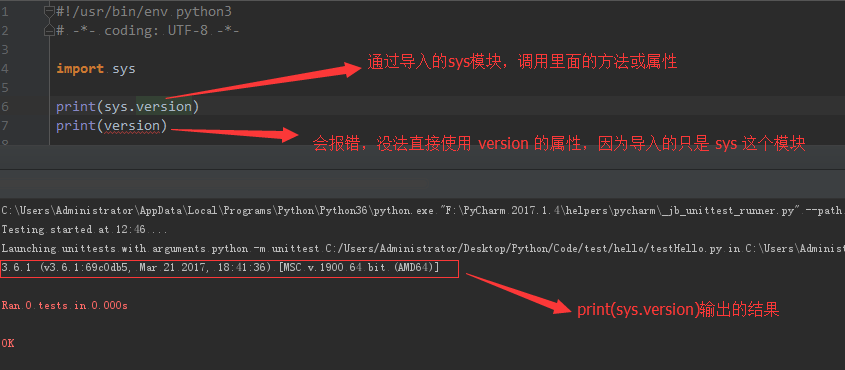 1 #!/usr/bin/env python3
2 # -*- coding: UTF-8 -*-
3
4 import sys
通过导入的sys模块，调用里面的方法或属性
5
6 print(sys.version)
7 print(version)
会报错，没法直接使用 version 的属性，因为导入的只是 sys 这个模块
8
C:\Users\Administrator\AppData\Local\Programs\Python\Python36\python.exe "F:\PyCharm 2017.1.4\helpers\pycharm\_jb_unittest_runner.py" --path
Testing started at 12:46 ...
Launching unittests with arguments python -m unittest C:/Users/Administrator/Desktop/Python/Code/test/hello/testHello.py in C:\Users\Adminis
3.6.1 (v3.6.1:69c0db5, Mar 21 2017, 18:41:36) [MSC v.1900 64 bit (AMD64)]
Ran 0 tests in 0.000s
print(sys.version)输出的结果
OK